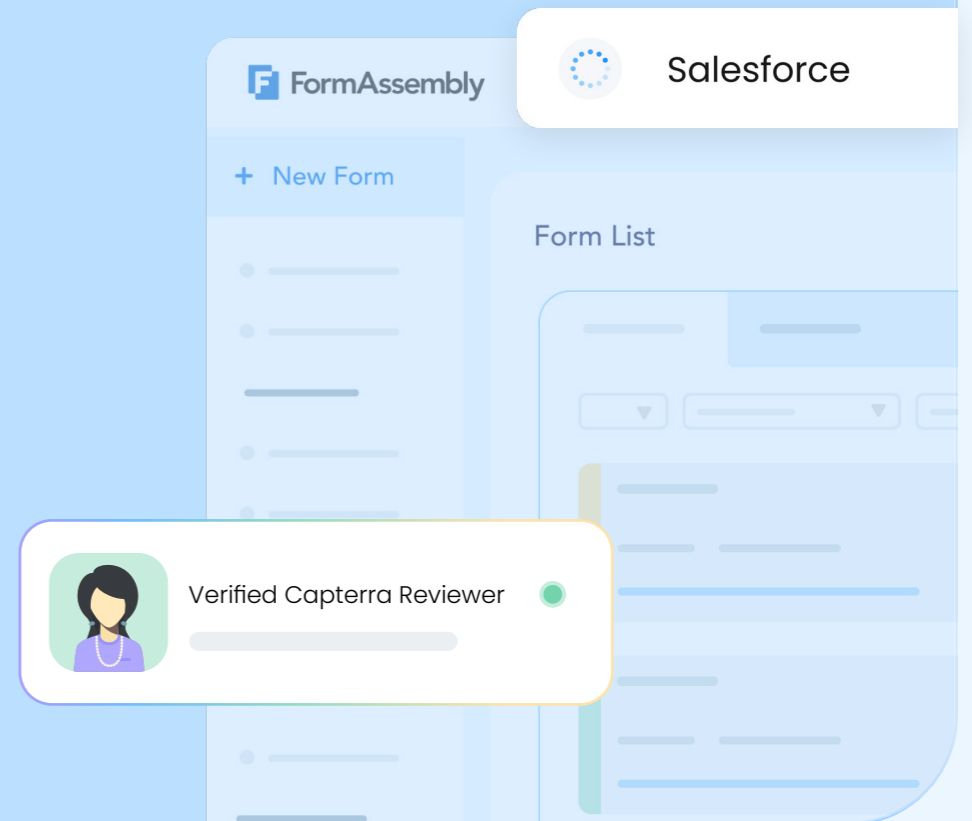 FormAssembly
Salesforce
+ New Form
Form List
Verified Capterra Reviewer